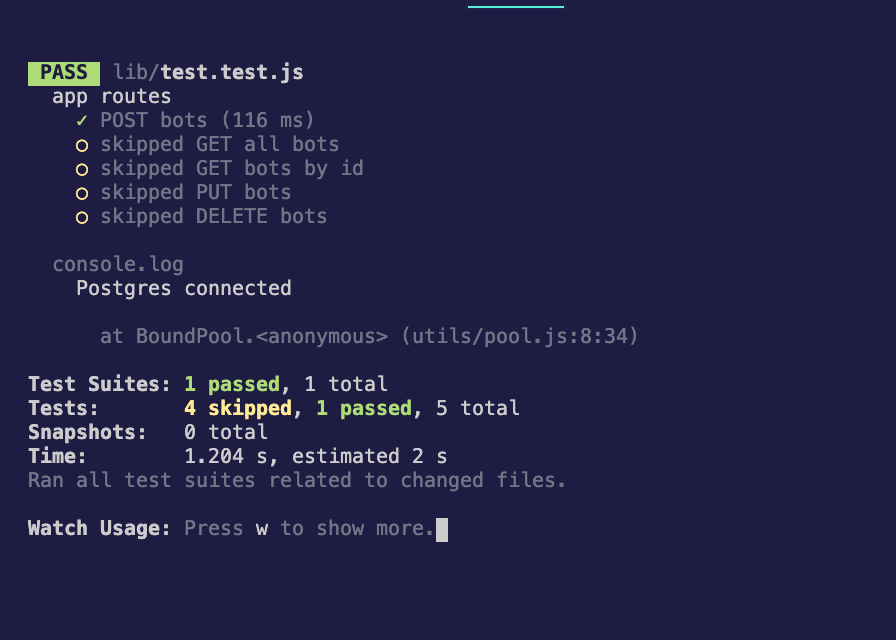 PASS lib/test.test.js
app routes
✓ POST bots (116 ms)
○ skipped GET all bots
○ skipped GET bots by id
○ skipped PUT bots
○ skipped DELETE bots
console.log
Postgres connected
at BoundPool.<anonymous> (utils/pool.js:8:34)
Test Suites: 1 passed, 1 total
Tests: 4 skipped, 1 passed, 5 total
Snapshots: 0 total
Time: 1.204 s, estimated 2 s
Ran all test suites related to changed files.
Watch Usage: Press w to show more.